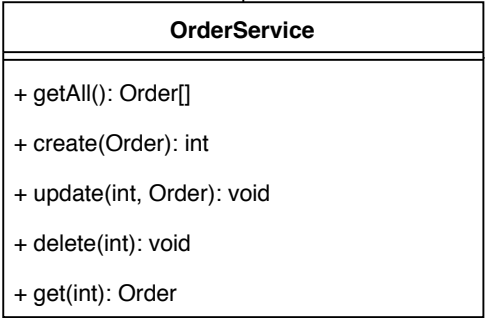 OrderService
+ getAll(): Order[]
+ create(Order): int
+ update(int, Order): void
+ delete(int): void
+ get(int): Order